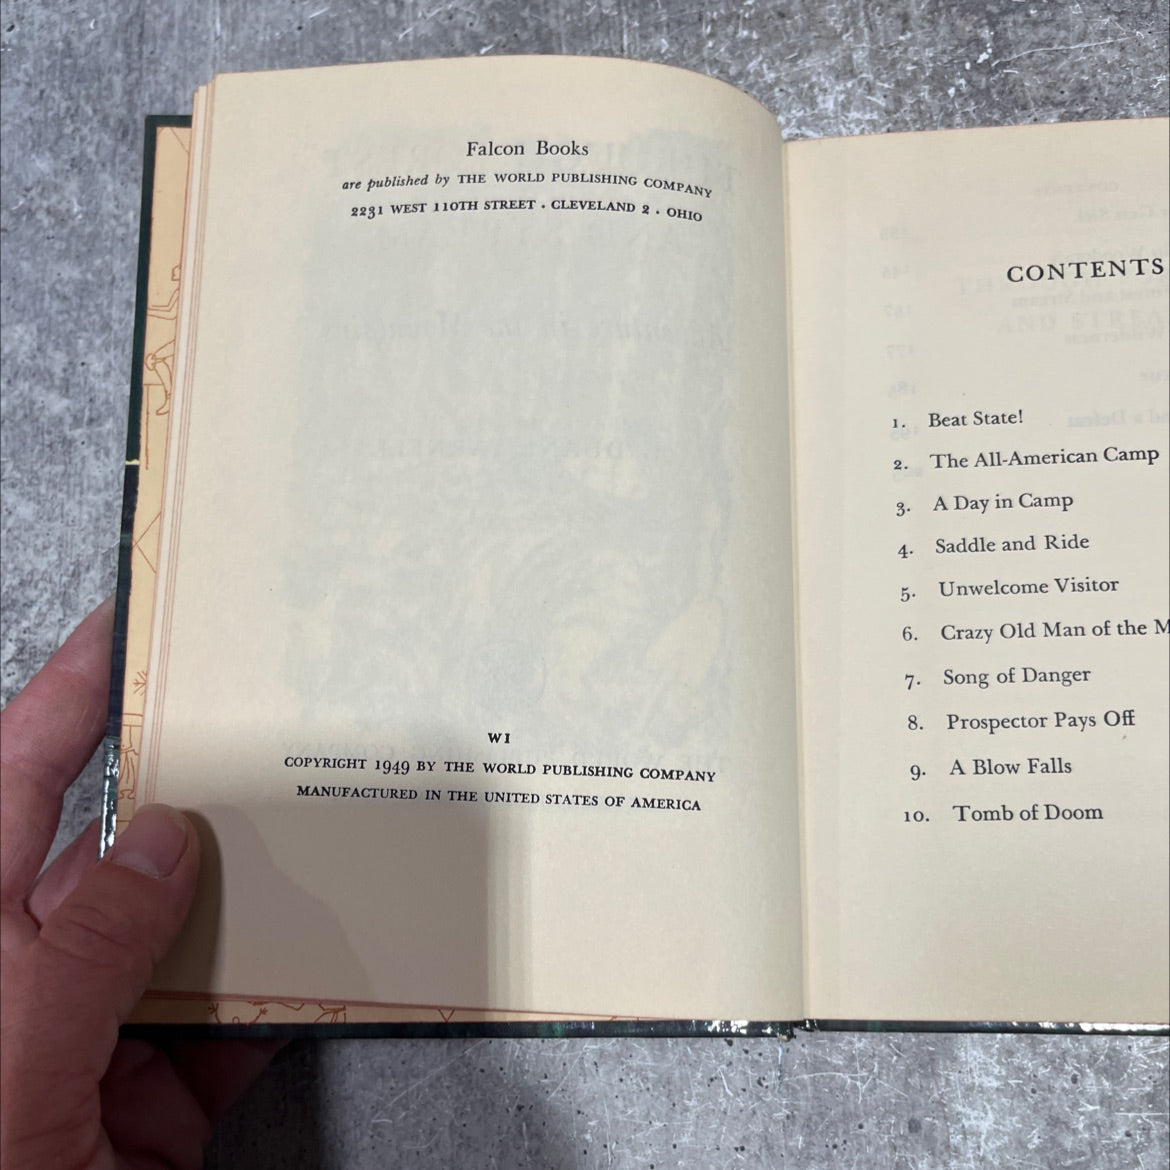 Falcon Books
are published by THE WORLD PUBLISHING COMPANY
2231 WEST 110TH STREET · CLEVELAND 2 · OHIO
W1
COPYRIGHT 1949 BY THE WORLD PUBLISHING COMPANY
MANUFACTURED IN THE UNITED STATES OF AMERICA
CONTENTS
1. Beat State!
2. The All-American Camp
3. A Day in Camp
4. Saddle and Ride
5. Unwelcome Visitor
6. Crazy Old Man of the M
7. Song of Danger
8. Prospector Pays Off
9. A Blow Falls
10. Tomb of Doom